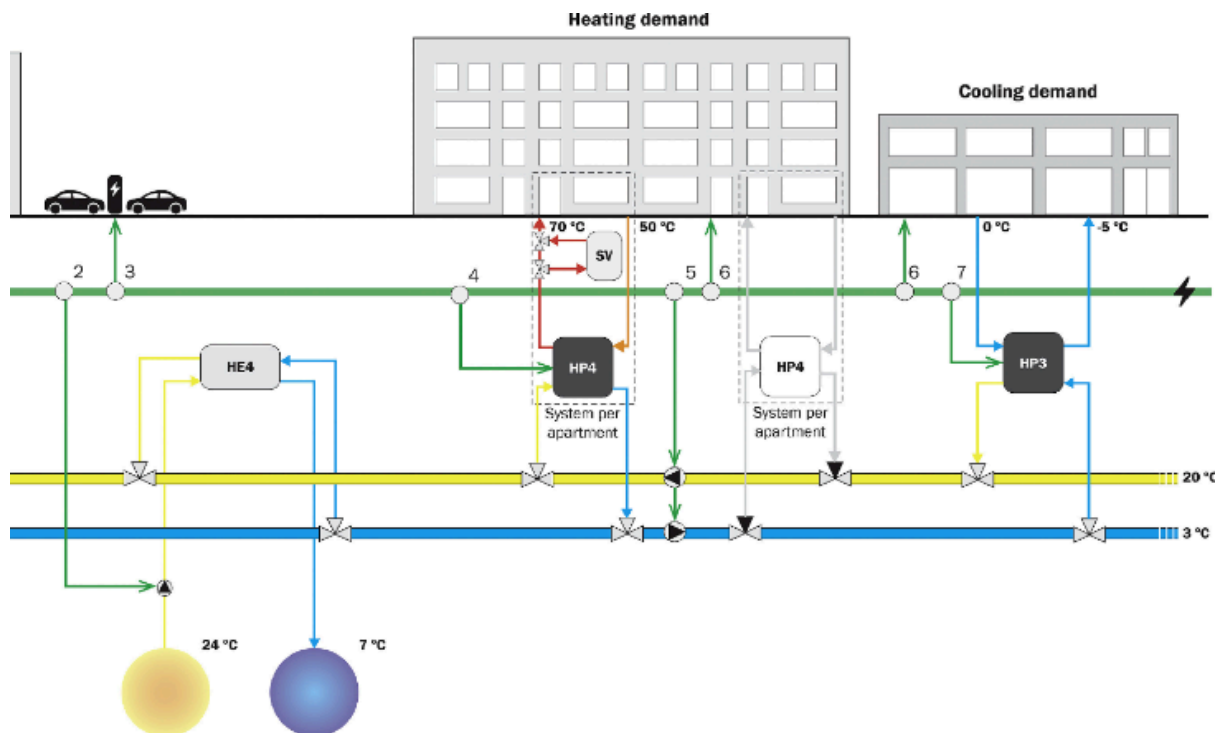 Heating demand
Cooling demand
70 °C
50 °C
0 °C
-5 °C
SV
2
3
4
5
6
6
7
HE4
HP4
HP4
HP3
System per
apartment
System per
apartment
20 °C
3 °C
24 °C
7 °C